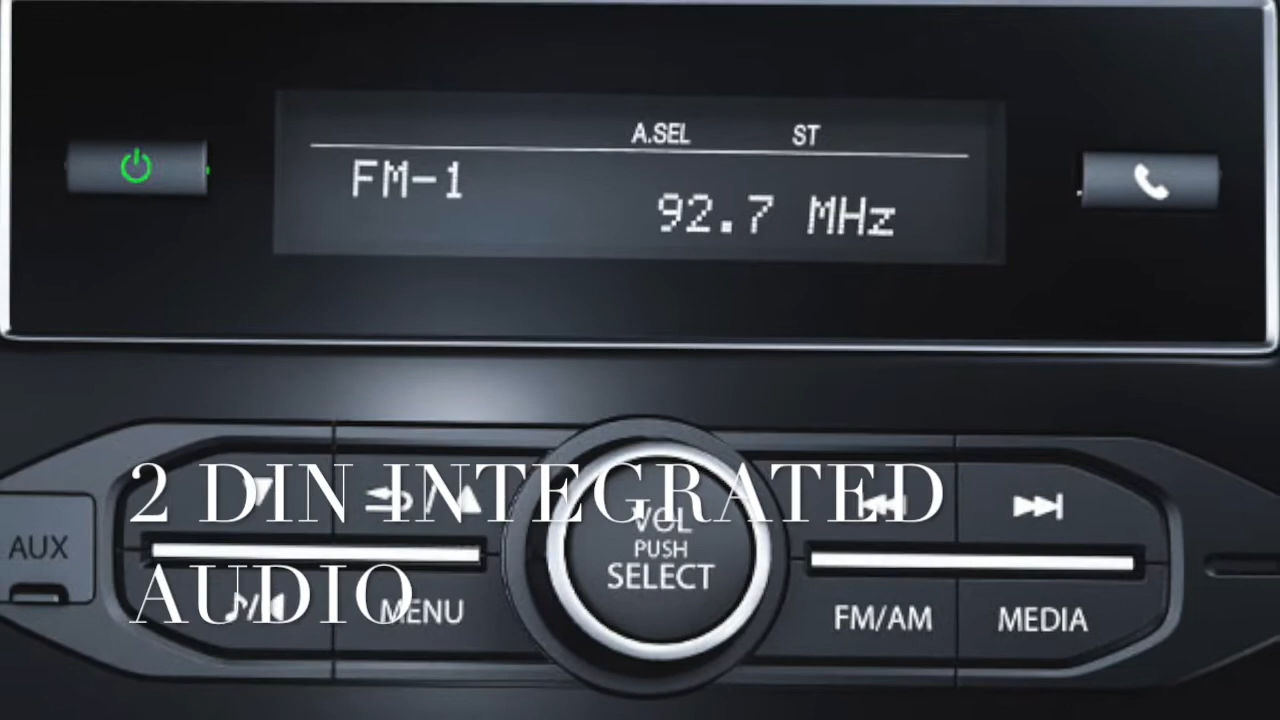 A.SEL ST
FM-1
92.7 MHz
2 DIN INTEGRATED
AUDIO
VOL
PUSH
SELECT
AUX
MENU
FM/AM
MEDIA